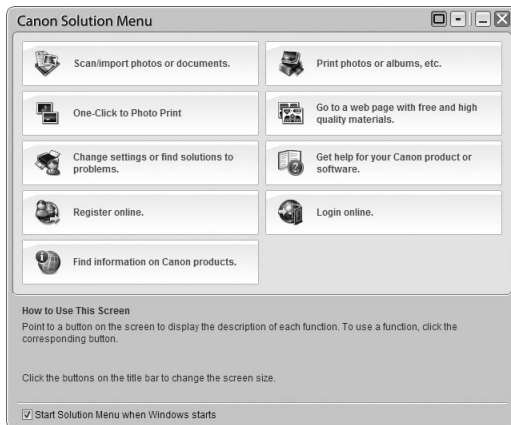 Canon Solution Menu
Scan/import photos or documents.
Print photos or albums, etc.
One-Click to Photo Print
Go to a web page with free and high
quality materials.
Change settings or find solutions to
problems.
Get help for your Canon product or
software.
Register online.
Login online.
Find information on Canon products.
How to Use This Screen
Point to a button on the screen to display the description of each function. To use a function, click the
corresponding button.
Click the buttons on the title bar to change the screen size.
Start Solution Menu when Windows starts